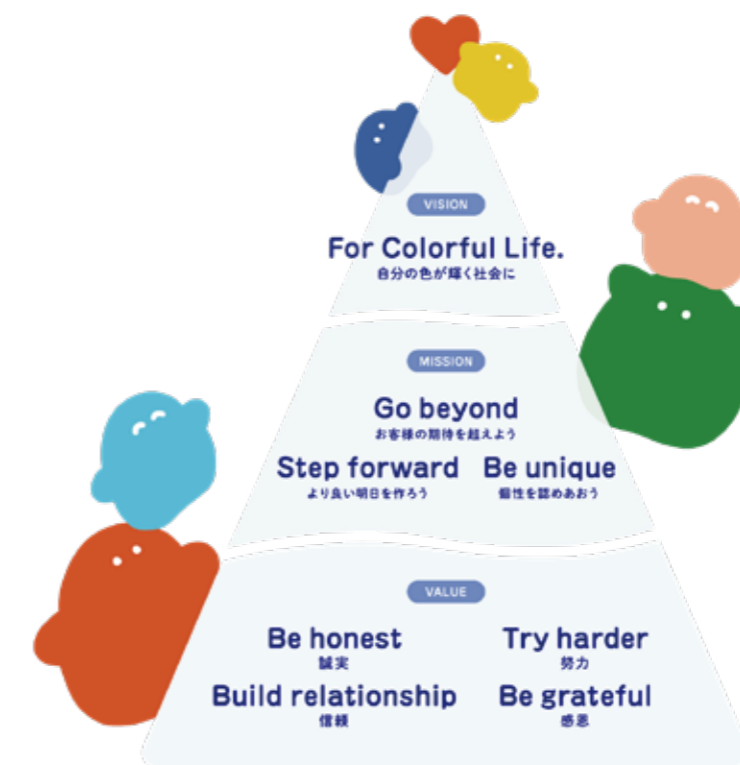 VISION
For Colorful Life.
自分の色が輝く社会に
MISSION
Go beyond
お客様の期待を超えよう
Step forward
より良い明日を作ろう
Be unique
個性を認めあおう
VALUE
Be honest
誠実
Try harder
努力
Build relationship
信頼
Be grateful
感恩